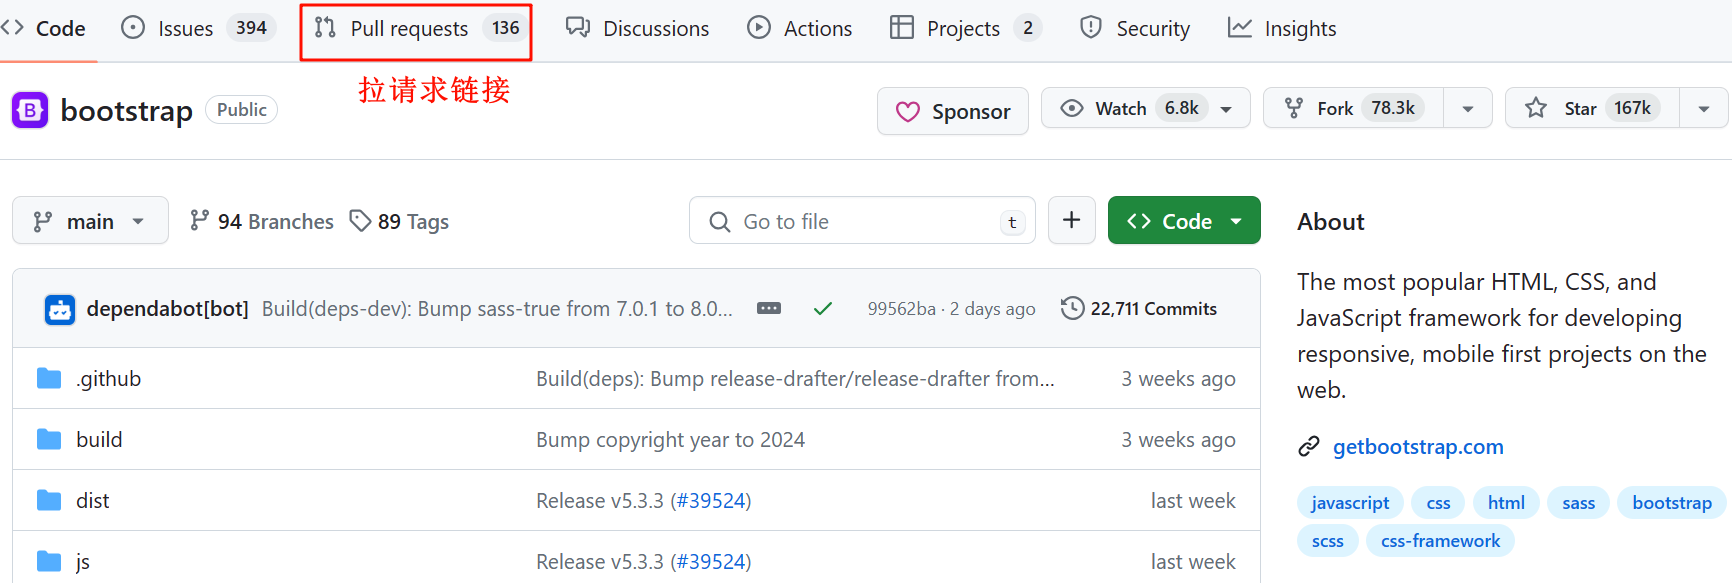 Code Issues 394 Pull requests 136 Discussions Actions Projects 2 Security Insights
拉请求链接
bootstrap Public Sponsor Watch 6.8k Fork 78.3k Star 167k
main 94 Branches 89 Tags Go to file t + Code
About
The most popular HTML, CSS, and
JavaScript framework for developing
responsive, mobile first projects on the
web.
getbootstrap.com
javascript css html sass bootstrap
scss css-framework
dependabot[bot] Build(deps-dev): Bump sass-true from 7.0.1 to 8.0... 99562ba · 2 days ago 22,711 Commits
.github Build(deps): Bump release-drafter/release-drafter from... 3 weeks ago
build Bump copyright year to 2024 3 weeks ago
dist Release v5.3.3 (#39524) last week
js Release v5.3.3 (#39524) last week